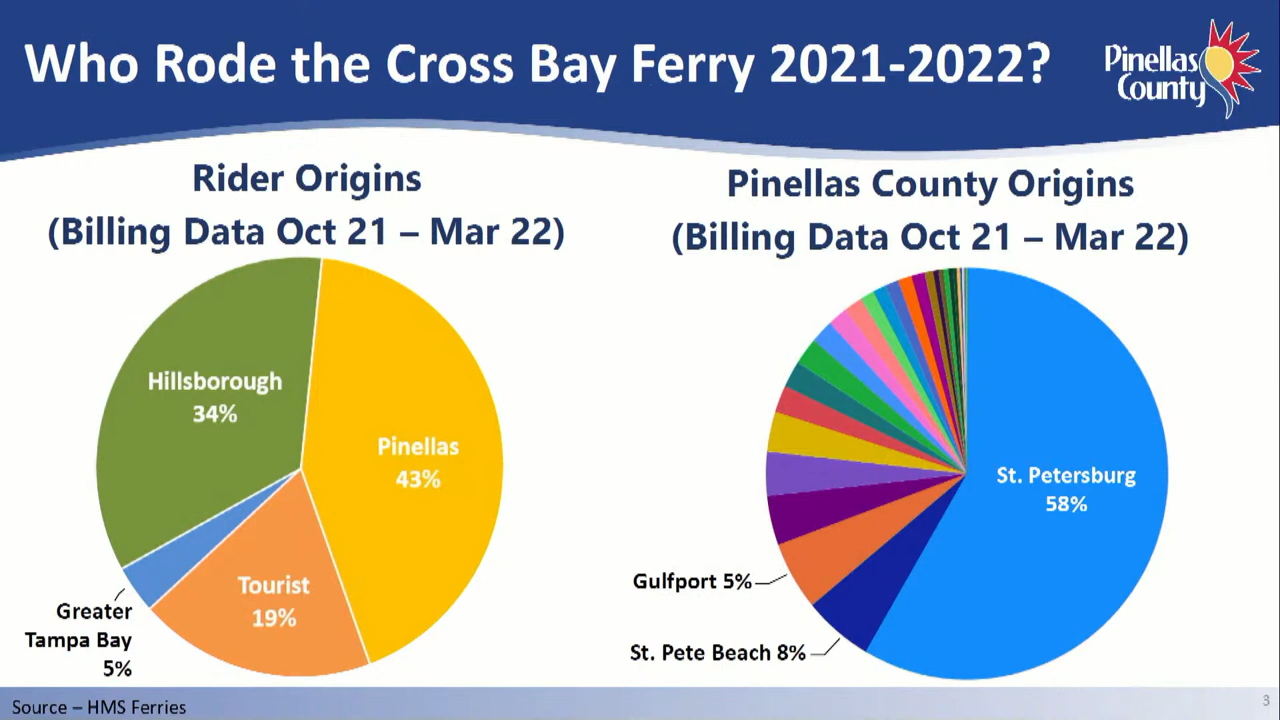 Who Rode the Cross Bay Ferry 2021-2022?
Pinellas
County
Rider Origins
(Billing Data Oct 21 – Mar 22)
Hillsborough
34%
Pinellas
43%
Tourist
19%
Greater
Tampa Bay
5%
Pinellas County Origins
(Billing Data Oct 21 – Mar 22)
St. Petersburg
58%
Gulfport 5%
St. Pete Beach 8%
Source – HMS Ferries
3